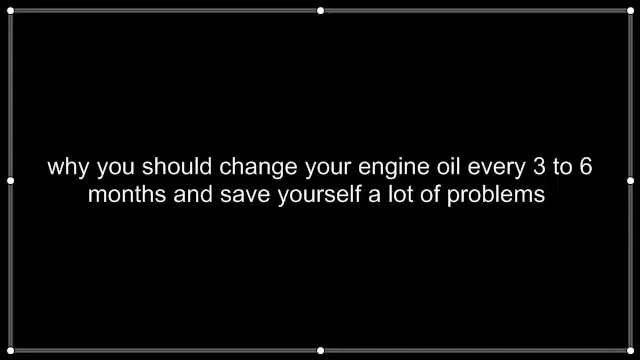 why you should change your engine oil every 3 to 6
months and save yourself a lot of problems